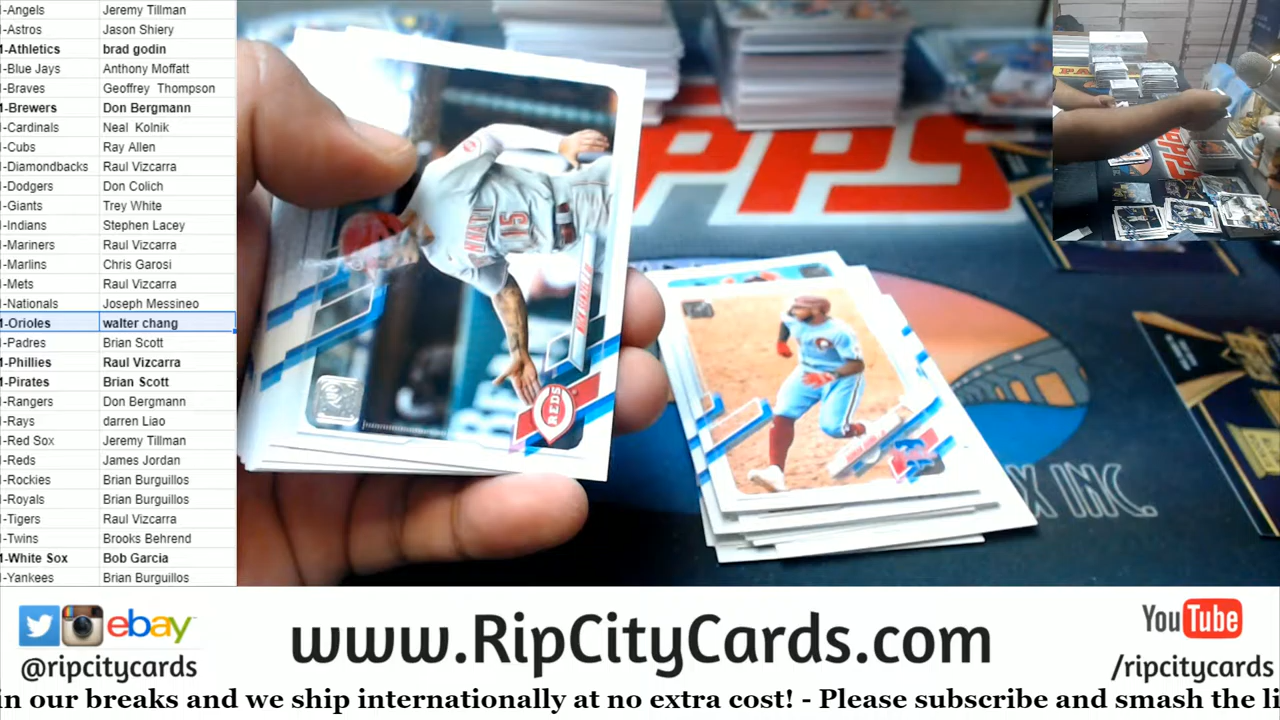 -Angels Jeremy Tillman
-Astros Jason Shiery
-Athletics brad godin
-Blue Jays Anthony Moffatt
-Braves Geoffrey Thompson
-Brewers Don Bergmann
-Cardinals Neal Kolnik
-Cubs Ray Allen
-Diamondbacks Raul Vizcarra
-Dodgers Don Colich
-Giants Trey White
-Indians Stephen Lacey
-Mariners Raul Vizcarra
-Marlins Chris Garosi
-Mets Raul Vizcarra
-Nationals Joseph Messineo
-Orioles walter chang
-Padres Brian Scott
-Phillies Raul Vizcarra
-Pirates Brian Scott
-Rangers Don Bergmann
-Rays darren Liao
-Red Sox Jeremy Tillman
-Reds James Jordan
-Rockies Brian Burguillos
-Royals Brian Burguillos
-Tigers Raul Vizcarra
-Twins Brooks Behrend
-White Sox Bob Garcia
-Yankees Brian Burguillos
15
REDS
PPS
X INC.
ebay
@ripcitycards
www.RipCityCards.com
YouTube
/ripcitycards
in our breaks and we ship internationally at no extra cost! - Please subscribe and smash the li